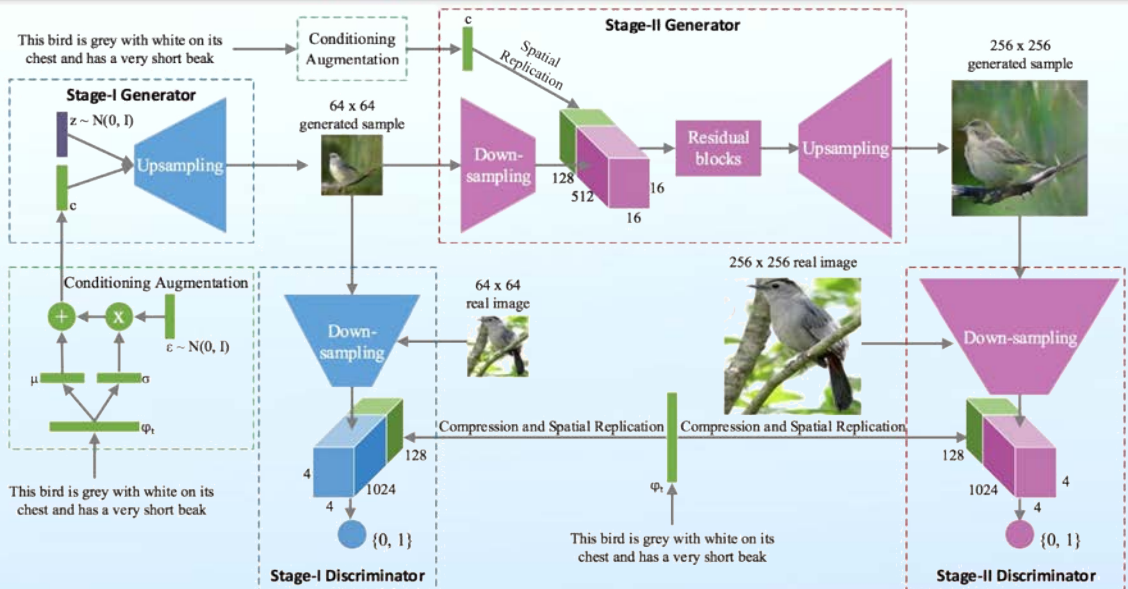 This bird is grey with white on its
chest and has a very short beak
Conditioning
Augmentation
c
Stage-II Generator
Spatial
Replication
256 x 256
generated sample
Stage-I Generator
z ~ N(0, I)
Upsampling
c
64 x 64
generated sample
Down-
sampling
128
512
16
16
Residual
blocks
Upsampling
Conditioning Augmentation
+
X
ε ~ N(0, I)
μ
σ
φt
This bird is grey with white on its
chest and has a very short beak
Down-
sampling
64 x 64
real image
256 x 256 real image
Down-sampling
Compression and Spatial Replication
Compression and Spatial Replication
128
1024
4
4
{0, 1}
Stage-I Discriminator
φt
This bird is grey with white on its
chest and has a very short beak
128
1024
4
4
{0, 1}
Stage-II Discriminator